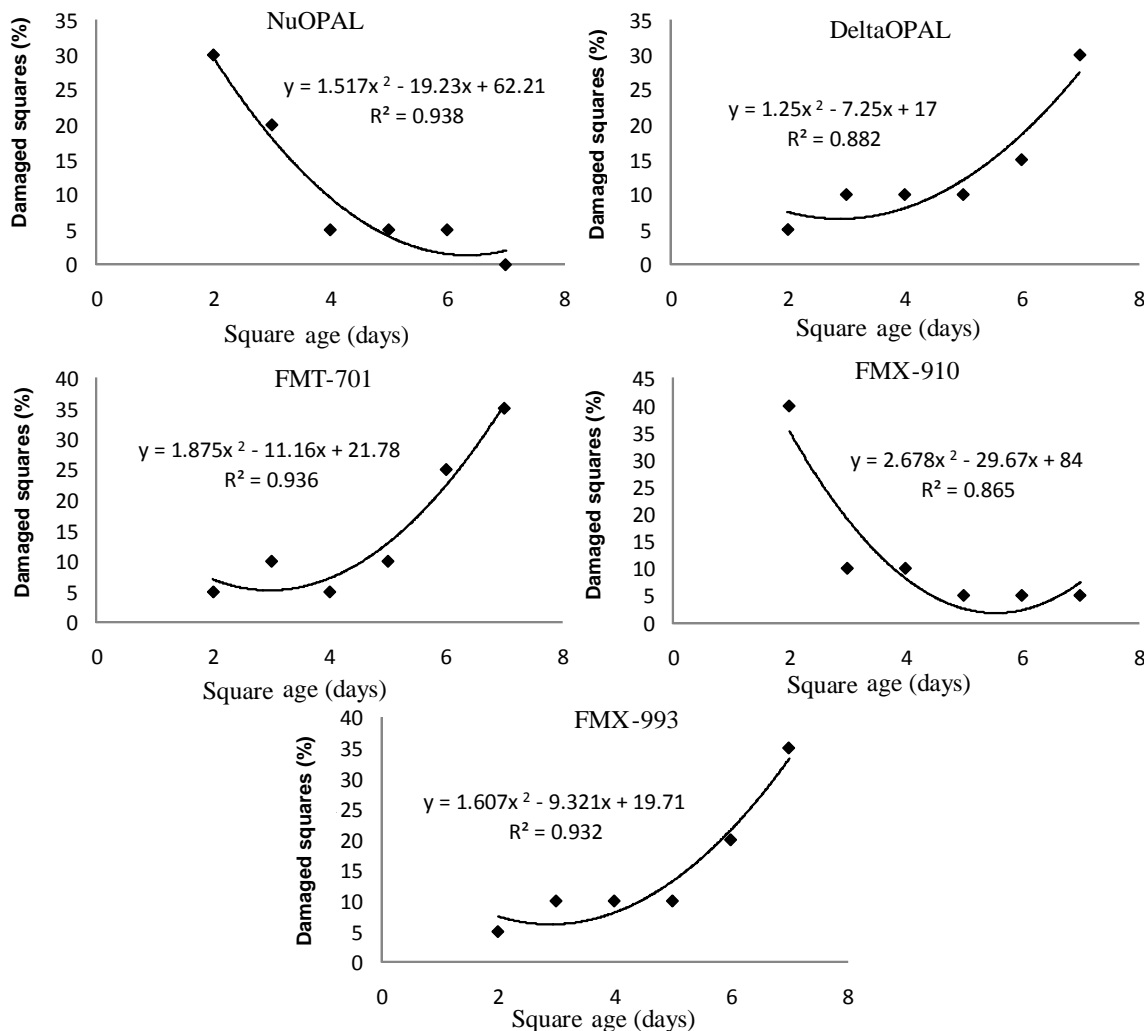 NuOPAL
Damaged squares (%)
35
30
25
20
15
10
5
0
y = 1.517x² - 19.23x + 62.21
R² = 0.938
0 2 4 6 8
Square age (days)
DeltaOPAL
Damaged squares (%)
35
30
25
20
15
10
5
0
y = 1.25x² - 7.25x + 17
R² = 0.882
0 2 4 6 8
Square age (days)
FMT-701
Damaged squares (%)
40
35
30
25
20
15
10
5
0
y = 1.875x² - 11.16x + 21.78
R² = 0.936
0 2 4 6 8
Square age (days)
FMX-910
Damaged squares (%)
45
40
35
30
25
20
15
10
5
0
y = 2.678x² - 29.67x + 84
R² = 0.865
0 2 4 6 8
Square age (days)
FMX-993
Damaged squares (%)
40
35
30
25
20
15
10
5
0
y = 1.607x² - 9.321x + 19.71
R² = 0.932
0 2 4 6 8
Square age (days)